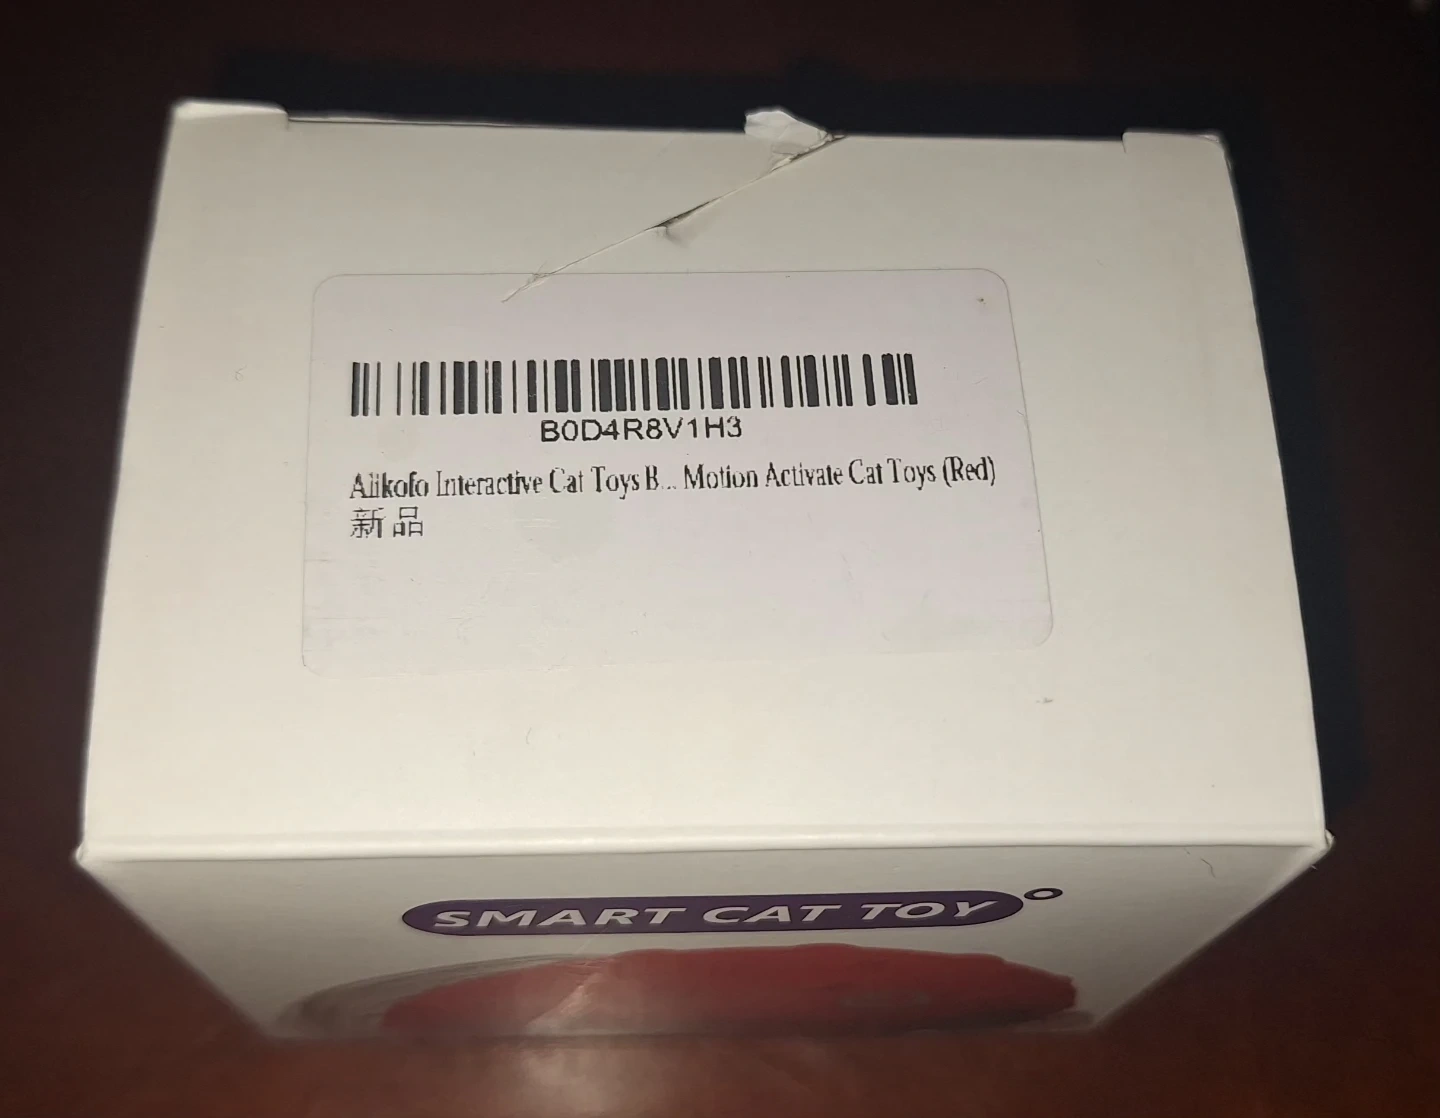 B0D4R8V1H3
Alikofo Interactive Cat Toys B... Motion Activate Cat Toys (Red)
新品
SMART CAT TOY